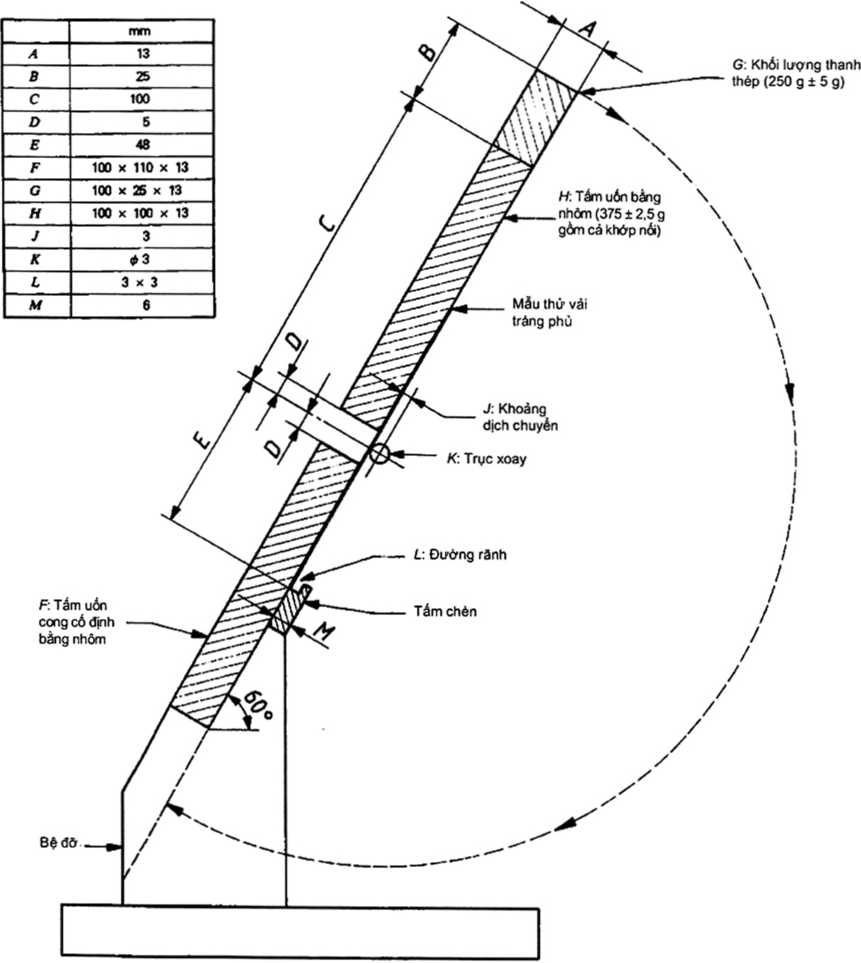 mm
A 13
B 25
C 100
D 5
E 48
F 100 × 110 × 13
G 100 × 25 × 13
H 100 × 100 × 13
J 3
K ϕ 3
L 3 × 3
M 6
A
B
G: Khối lượng thanh
thép (250 g ± 5 g)
H: Tấm uốn bằng
nhôm (375 ± 2,5 g
gồm cả khớp nối)
C
Mẫu thử vải
tráng phủ
D
J: Khoảng
dịch chuyển
E
D
K: Trục xoay
L: Đường rãnh
F: Tấm uốn
cong cố định
bằng nhôm
Tấm chèn
M
60°
Bệ đỡ